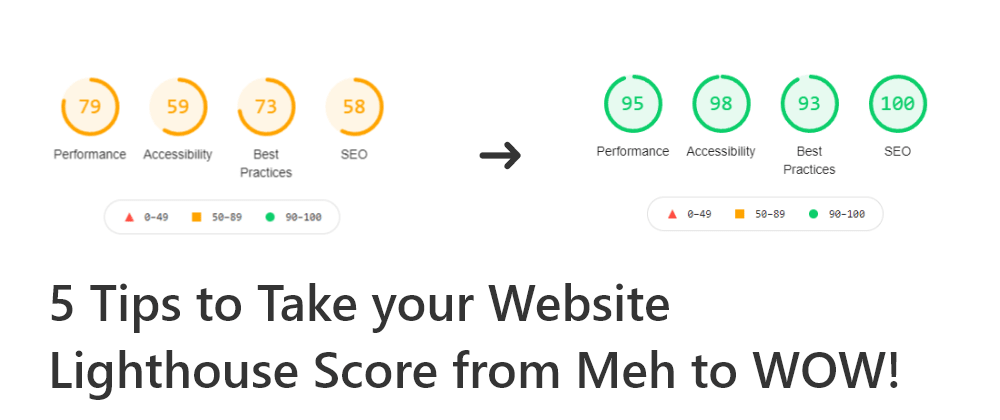 79 59 73 58
Performance Accessibility Best Practices SEO
0–49 50–89 90–100
95 98 93 100
Performance Accessibility Best Practices SEO
0–49 50–89 90–100
5 Tips to Take your Website
Lighthouse Score from Meh to WOW!